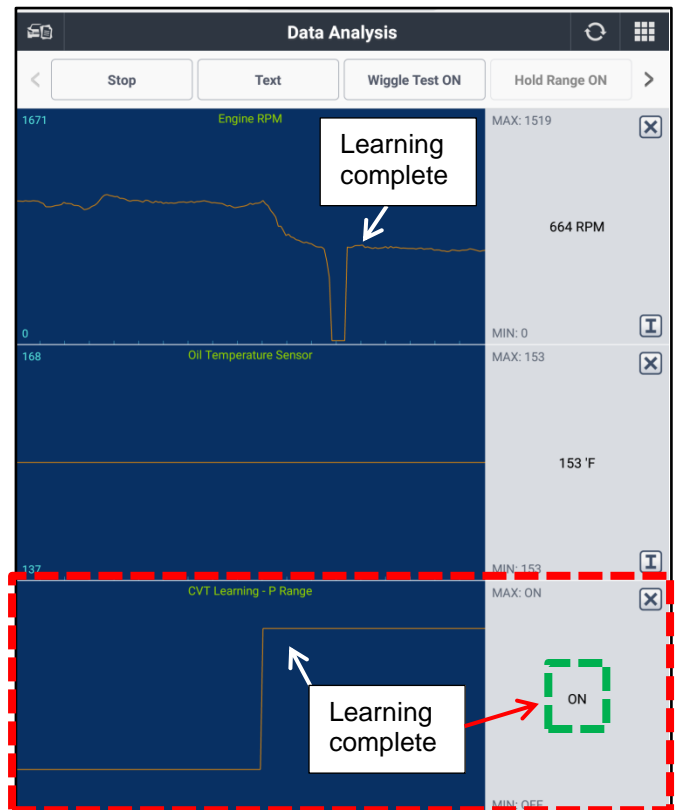 Data Analysis
Stop
Text
Wiggle Test ON
Hold Range ON
1671
Engine RPM
Learning
complete
MAX: 1519
664 RPM
0
MIN: 0
168
Oil Temperature Sensor
MAX: 153
153 'F
137
MIN: 153
CVT Learning - P Range
MAX: ON
Learning
complete
ON
MIN: OFF